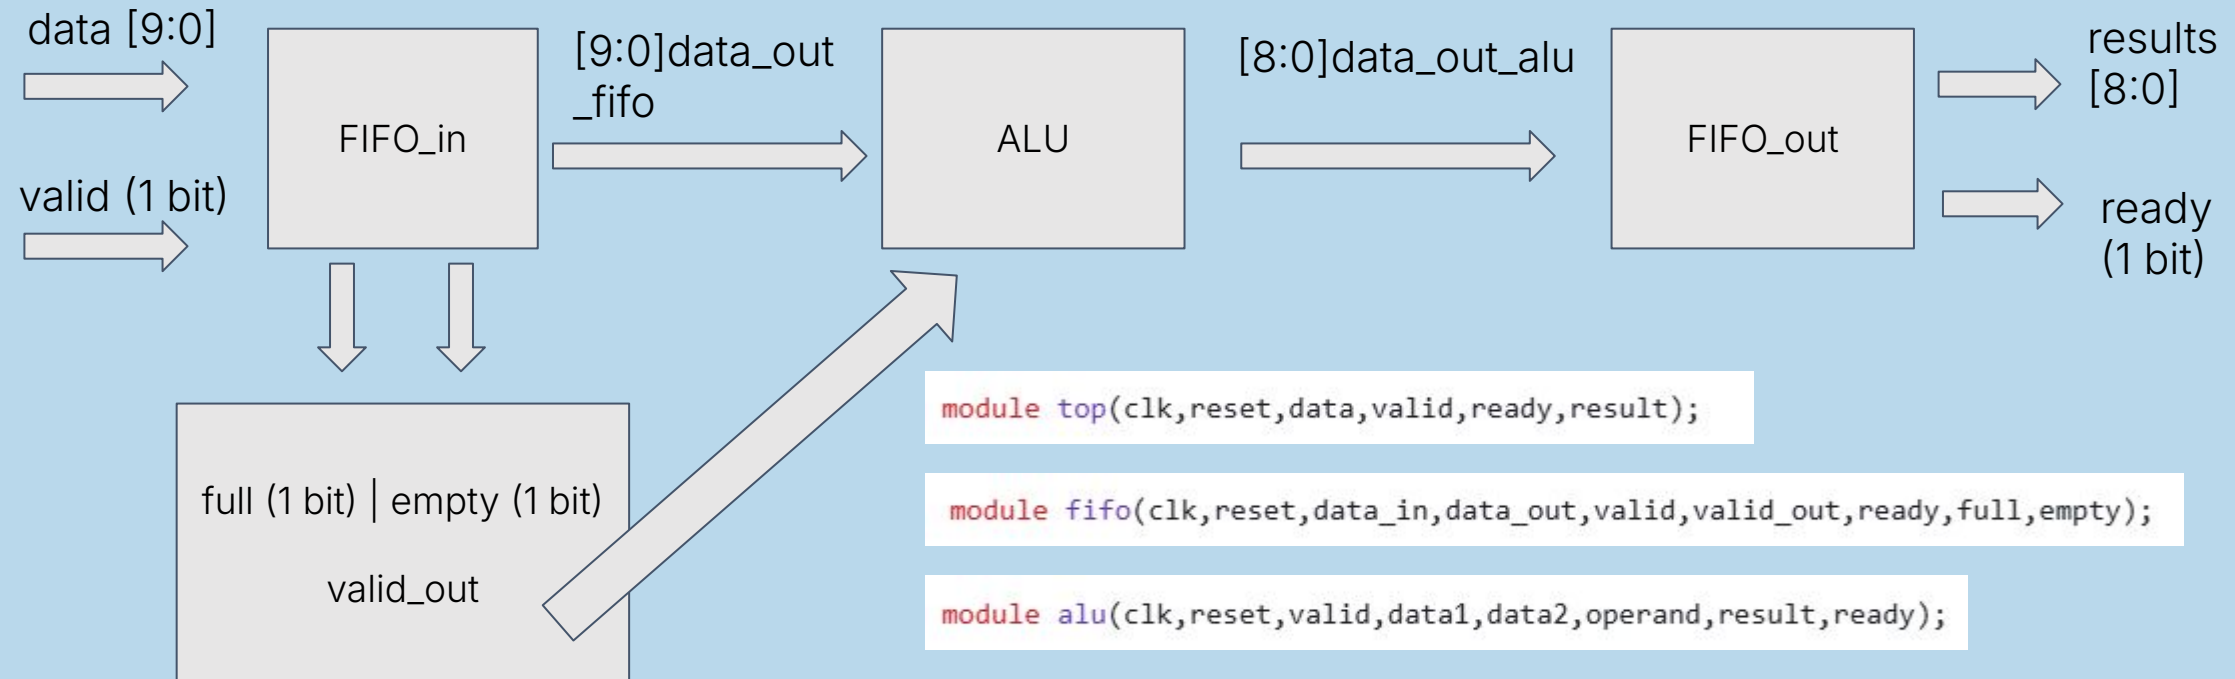 data [9:0]
valid (1 bit)
FIFO_in
[9:0]data_out
_fifo
ALU
[8:0]data_out_alu
FIFO_out
results
[8:0]
ready
(1 bit)
full (1 bit) | empty (1 bit)
valid_out
module top(clk,reset,data,valid,ready,result);
module fifo(clk,reset,data_in,data_out,valid,valid_out,ready,full,empty);
module alu(clk,reset,valid,data1,data2,operand,result,ready);